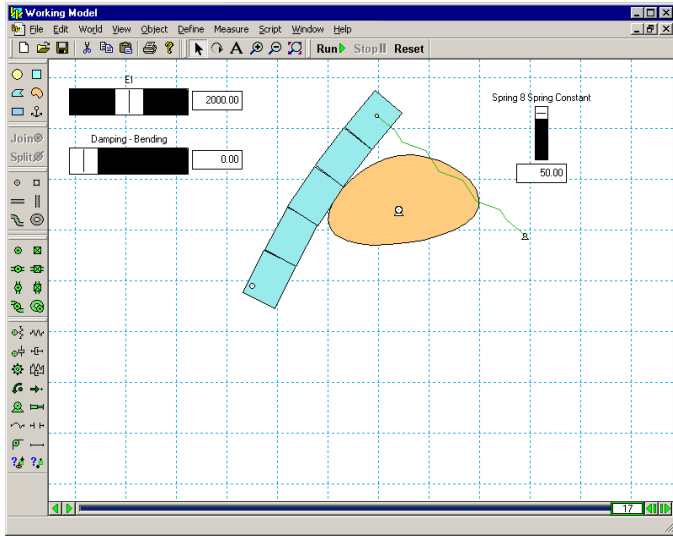 Working Model
File Edit World View Object Define Measure Script Window Help
A Run Stop Reset
EI
2000.00
Spring 8 Spring Constant
Join
Damping - Bending
0.00
Split
50.00
17